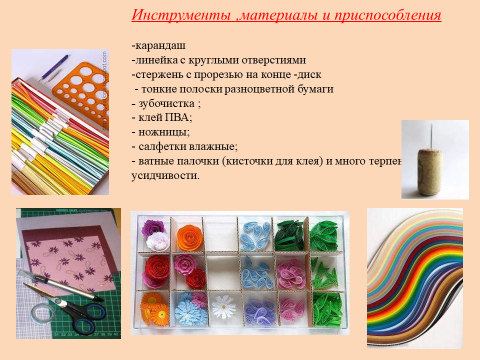 Инструменты ,материалы и приспособления
-карандаш
-линейка с круглыми отверстиями
-стержень с прорезью на конце -диск
- тонкие полоски разноцветной бумаги
- зубочистка ;
- клей ПВА;
- ножницы;
- салфетки влажные;
- ватные палочки (кисточки для клея) и много терпен
усидчивости.